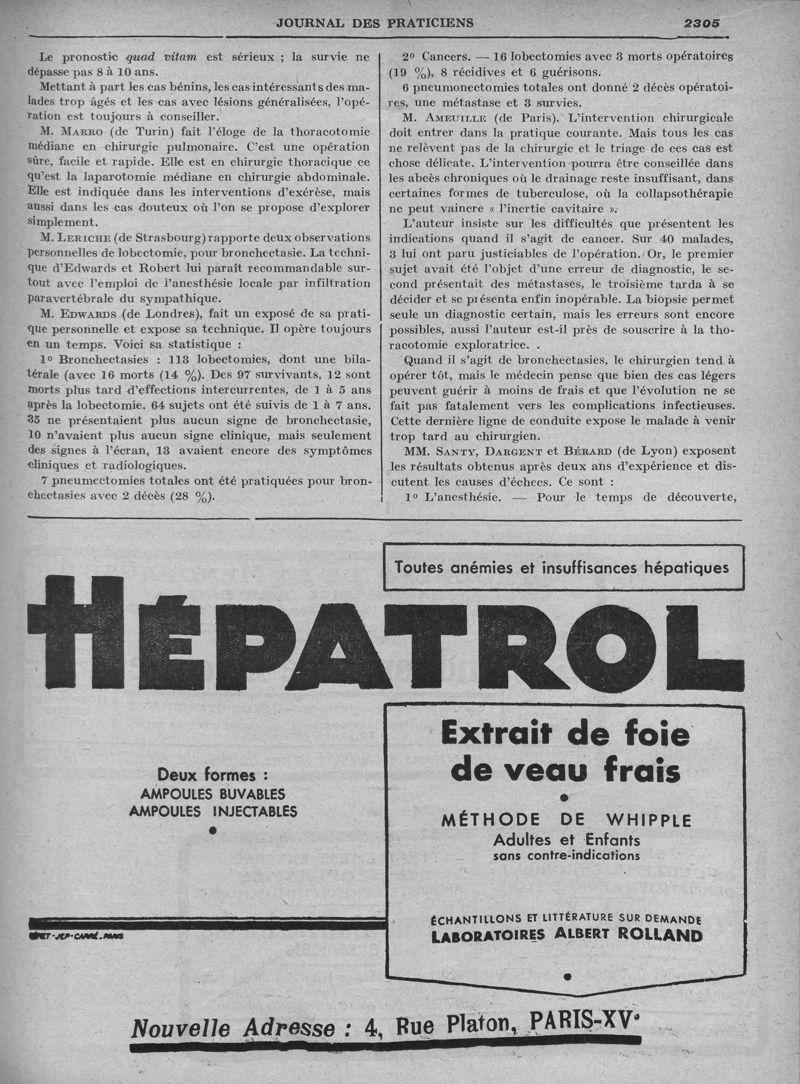 JOURNAL DES PRATICIENS 2305
Le pronostic quad vitam est sérieux ; la survie ne
dépasse pas 8 à 10 ans.
Mettant à part les cas bénins, les cas intéressants des ma-
lades trop âgés et les cas avec lésions généralisées, l'opé-
ration est toujours à conseiller.
M. MARRO (de Turin) fait l'éloge de la thoracotomie
médiane en chirurgie pulmonaire. C'est une opération
sûre, facile et rapide. Elle est en chirurgie thoracique ce
qu'est la laparotomie médiane en chirurgie abdominale.
Elle est indiquée dans les interventions d'exérèse, mais
aussi dans les cas douteux où l'on se propose d'explorer
simplement.
M. LERICHE (de Strasbourg) rapporte deux observations
personnelles de lobectomie, pour bronchectasie. La techni-
que d'Edwards et Robert lui paraît recommandable sur-
tout avec l'emploi de l'anesthésie locale par infiltration
paravertébrale du sympathique.
M. EDWARDS (de Londres), fait un exposé de sa prati-
que personnelle et expose sa technique. Il opère toujours
en un temps. Voici sa statistique :
1º Bronchectasies : 113 lobectomies, dont une bila-
térale (avec 16 morts (14 %). Des 97 survivants, 12 sont
morts plus tard d'effections intercurrentes, de 1 à 5 ans
après la lobectomie. 64 sujets ont été suivis de 1 à 7 ans.
35 ne présentaient plus aucun signe de bronchectasie,
10 n'avaient plus aucun signe clinique, mais seulement
des signes à l'écran, 13 avaient encore des symptômes
cliniques et radiologiques.
7 pneumectomies totales ont été pratiquées pour bron-
chectasies avec 2 décès (28 %).
2º Cancers. — 16 lobectomies avec 3 morts opératoires
(19 %), 8 récidives et 6 guérisons.
6 pneumonectomies totales ont donné 2 décès opératoi-
res, une métastase et 3 survies.
M. AMEUILLE (de Paris). L'intervention chirurgicale
doit entrer dans la pratique courante. Mais tous les cas
ne relèvent pas de la chirurgie et le triage de ces cas est
chose délicate. L'intervention pourra être conseillée dans
les abcès chroniques où le drainage reste insuffisant, dans
certaines formes de tuberculose, où la collapsothérapie
ne peut vaincre « l'inertie cavitaire ».
L'auteur insiste sur les difficultés que présentent les
indications quand il s'agit de cancer. Sur 40 malades,
3 lui ont paru justiciables de l'opération. Or, le premier
sujet avait été l'objet d'une erreur de diagnostic, le se-
cond présentait des métastases, le troisième tarda à se
décider et se présenta enfin inopérable. La biopsie permet
seule un diagnostic certain, mais les erreurs sont encore
possibles, aussi l'auteur est-il près de souscrire à la tho-
racotomie exploratrice. .
Quand il s'agit de bronchectasies, le chirurgien tend à
opérer tôt, mais le médecin pense que bien des cas légers
peuvent guérir à moins de frais et que l'évolution ne se
fait pas fatalement vers les complications infectieuses.
Cette dernière ligne de conduite expose le malade à venir
trop tard au chirurgien.
MM. SANTY, DARGENT et BÉRARD (de Lyon) exposent
les résultats obtenus après deux ans d'expérience et dis-
cutent les causes d'échecs. Ce sont :
1º L'anesthésie. — Pour le temps de découverte,
Toutes anémies et insuffisances hépatiques
HÉPATROL
Extrait de foie
de veau frais
Deux formes :
AMPOULES BUVABLES
AMPOULES INJECTABLES
MÉTHODE DE WHIPPLE
Adultes et Enfants
sans contre-indications
ÉCHANTILLONS ET LITTÉRATURE SUR DEMANDE
LABORATOIRES ALBERT ROLLAND
Nouvelle Adresse : 4, Rue Platon, PARIS-XVe